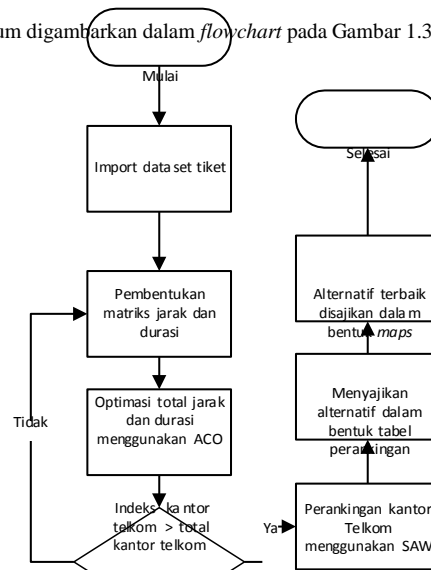 um digambarkan dalam flowchart pada Gambar 1.3
Mulai
Import dataset tiket
Pembentukan
matriks jarak dan
durasi
Optimasi total jarak
dan durasi
menggunakan ACO
Tidak
Indeks kantor
telkom > total
kantor telkom
Ya
Perankingan kantor
Telkom
menggunakan SAW
Menyajikan
alternatif dalam
bentuk tabel
perankingan
Alternatif terbaik
disajikan dalam
bentuk maps
Selesai